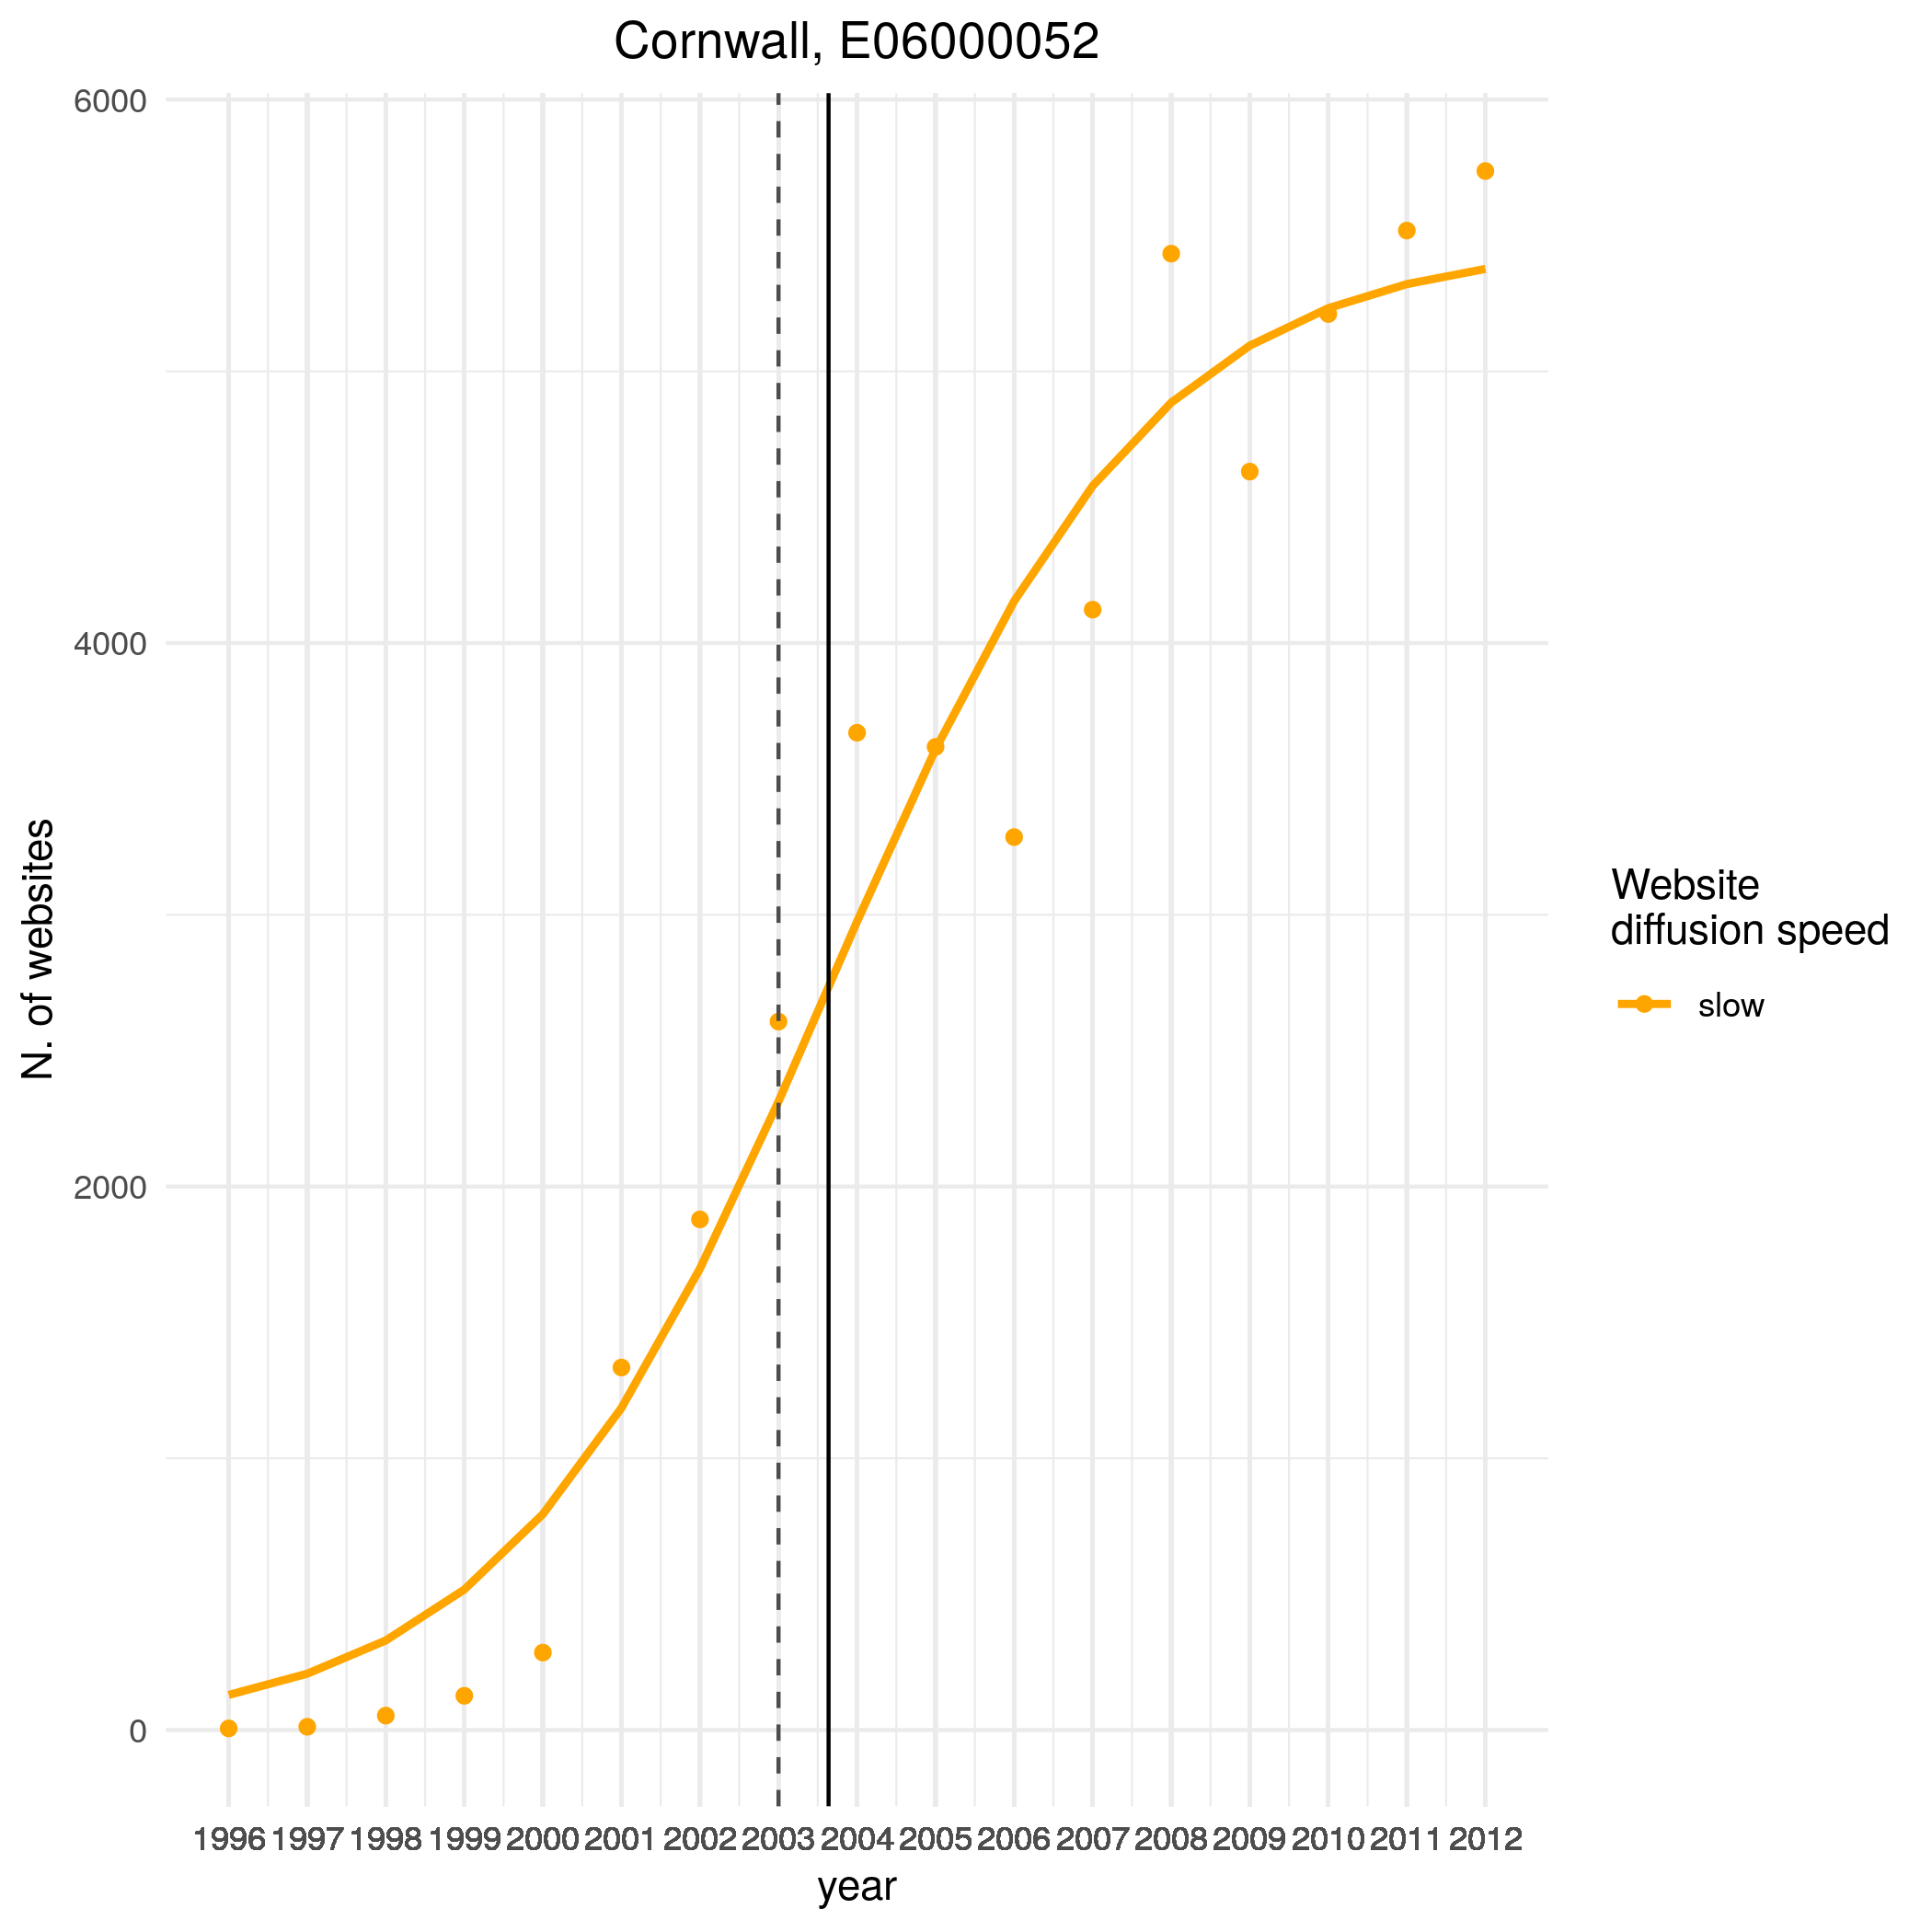 Cornwall, E06000052
6000
4000
2000
0
N. of websites
1996 1997 1998 1999 2000 2001 2002 2003 2004 2005 2006 2007 2008 2009 2010 2011 2012
year
Website
diffusion speed
slow